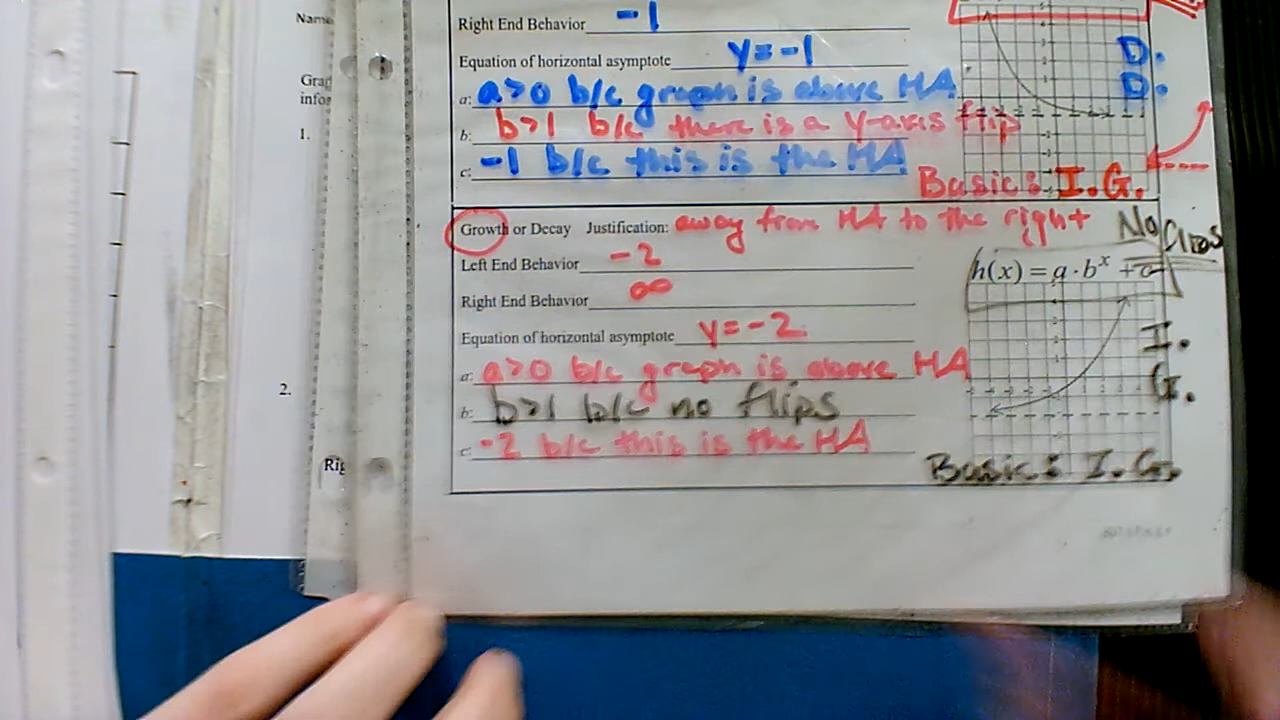 Name
Right End Behavior -1
Equation of horizontal asymptote y=-1
D.
D.
a: a>0 b/c graph is above HA
b: b>1 b/c there is a y-axis flip
c: -1 b/c this is the HA
Basic: I.G.
1.
Growth or Decay Justification: away from HA to the right
No flips
Left End Behavior -2
h(x) = a·b^x + c
Right End Behavior ∞
Equation of horizontal asymptote y=-2
I.
G.
a: a>0 b/c graph is above HA
2.
b: b>1 b/c no flips
c: -2 b/c this is the HA
Rig
Basic: I.G.